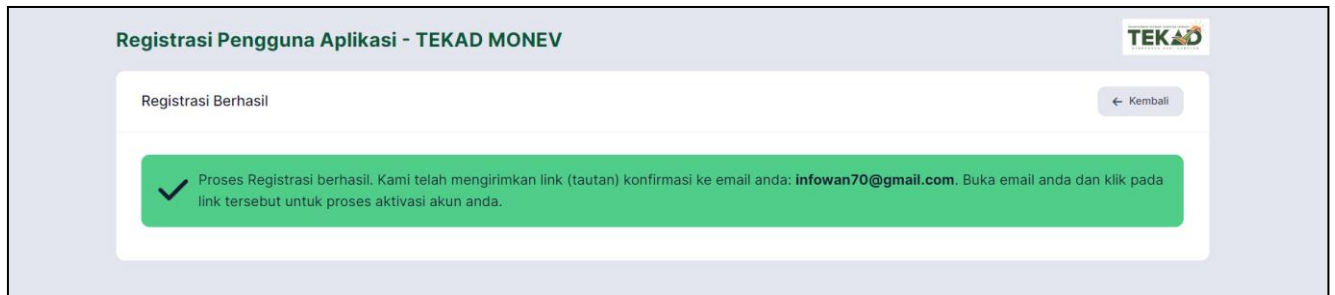 Registrasi Pengguna Aplikasi - TEKAD MONEV
TEKAD
Registrasi Berhasil
← Kembali
Proses Registrasi berhasil. Kami telah mengirimkan link (tautan) konfirmasi ke email anda: infowan70@gmail.com. Buka email anda dan klik pada
link tersebut untuk proses aktivasi akun anda.